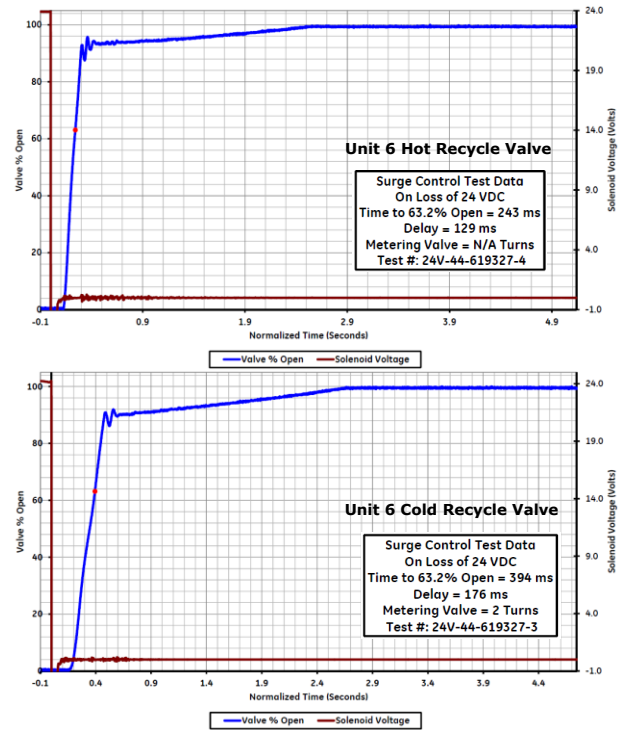 100
80
60
40
20
0
Valve % Open
24.0
19.0
14.0
9.0
4.0
-1.0
Solenoid Voltage (Volts)
Unit 6 Hot Recycle Valve
Surge Control Test Data
On Loss of 24 VDC
Time to 63.2% Open = 243 ms
Delay = 129 ms
Metering Valve = N/A Turns
Test #: 24V-44-619327-4
-0.1 0.9 1.9 2.9 3.9 4.9
Normalized Time (Seconds)
Valve % Open Solenoid Voltage
100
80
60
40
20
0
Valve % Open
24.0
19.0
14.0
9.0
4.0
-1.0
Solenoid Voltage (Volts)
Unit 6 Cold Recycle Valve
Surge Control Test Data
On Loss of 24 VDC
Time to 63.2% Open = 394 ms
Delay = 176 ms
Metering Valve = 2 Turns
Test #: 24V-44-619327-3
-0.1 0.4 0.9 1.4 1.9 2.4 2.9 3.4 3.9 4.4
Normalized Time (Seconds)
Valve % Open Solenoid Voltage